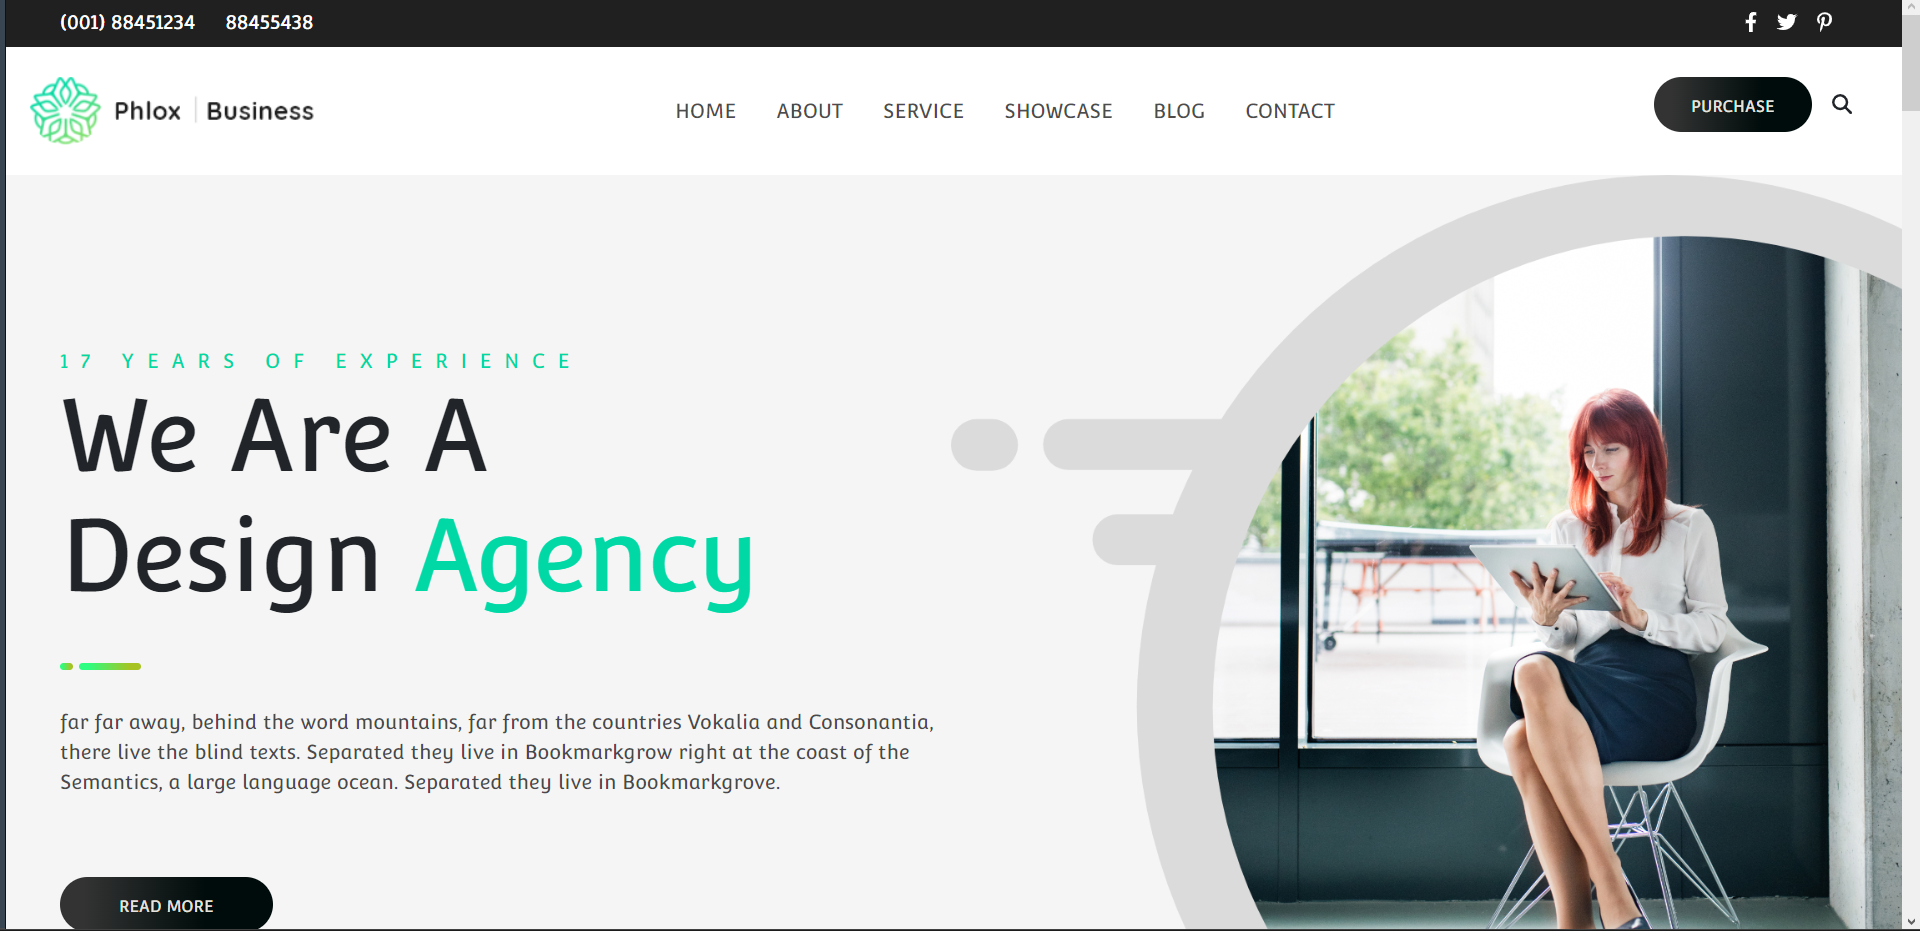 (001) 88451234 88455438
Phlox Business
HOME ABOUT SERVICE SHOWCASE BLOG CONTACT
PURCHASE
17 YEARS OF EXPERIENCE
We Are A
Design Agency
far far away, behind the word mountains, far from the countries Vokalia and Consonantia,
there live the blind texts. Separated they live in Bookmarkgrow right at the coast of the
Semantics, a large language ocean. Separated they live in Bookmarkgrove.
READ MORE